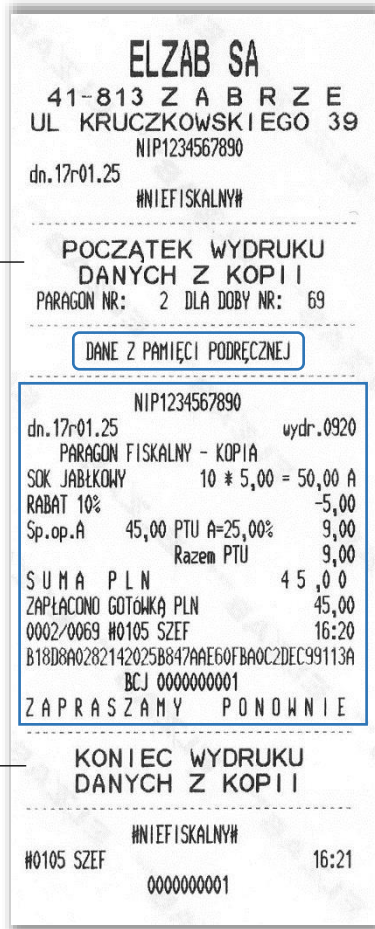 ELZAB SA
41-813 Z A B R Z E
UL KRUCZKOWSKIEGO 39
NIP1234567890
dn.17r01.25
#NIEFISKALNY#
POCZĄTEK WYDRUKU
DANYCH Z KOPII
PARAGON NR: 2 DLA DOBY NR: 69
DANE Z PAMIĘCI PODRĘCZNEJ
NIP1234567890
dn.17r01.25 wydr.0920
PARAGON FISKALNY - KOPIA
SOK JABŁKOWY 10 * 5,00 = 50,00 A
RABAT 10% -5,00
Sp.op.A 45,00 PTU A=25,00% 9,00
Razem PTU 9,00
S U M A P L N 4 5 , 0 0
ZAPŁACONO GOTÓWKĄ PLN 45,00
0002/0069 #0105 SZEF 16:20
B18D8A0282142025B847AAE60FBA0C2DEC99113A
BCJ 0000000001
Z A P R A S Z A M Y P O N O W N I E
KONIEC WYDRUKU
DANYCH Z KOPII
#NIEFISKALNY#
#0105 SZEF 16:21
0000000001